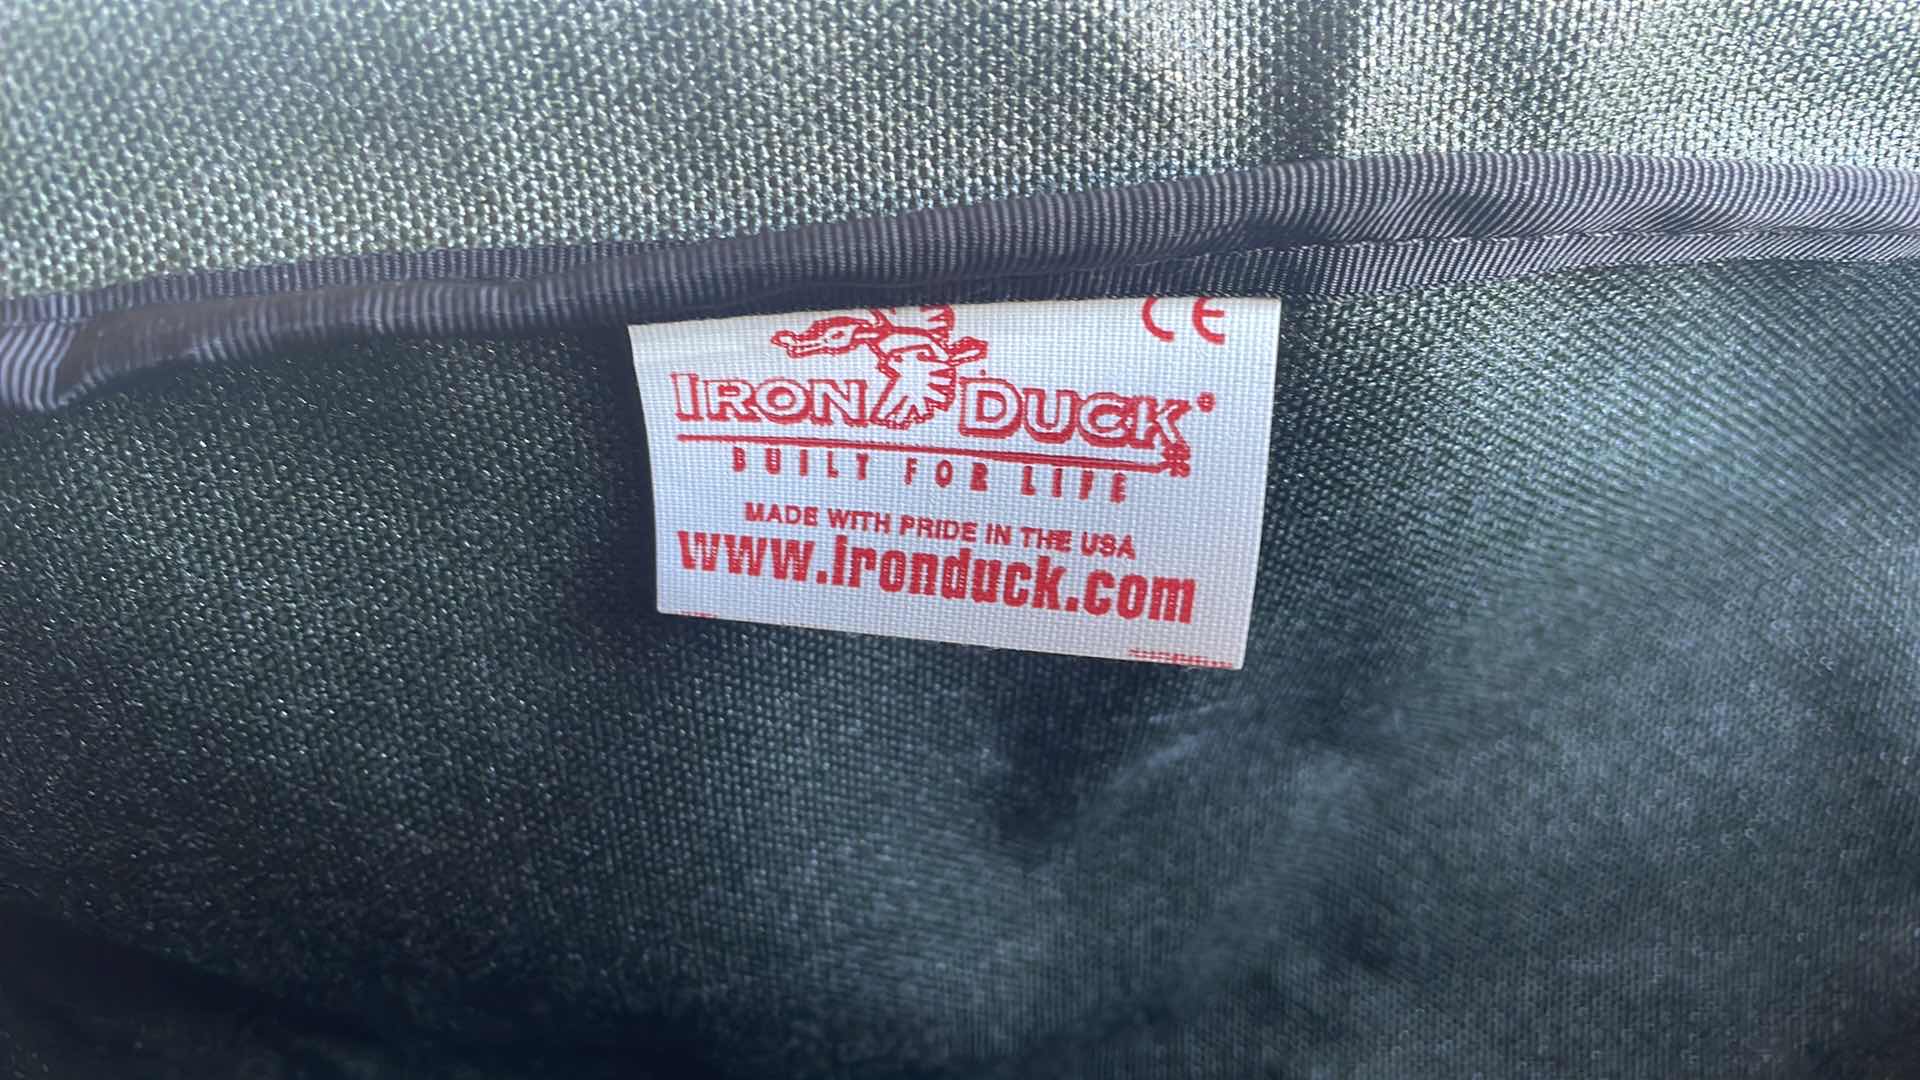 CE
IRON DUCK®
BUILT FOR LIFE
MADE WITH PRIDE IN THE USA
www.ironduck.com